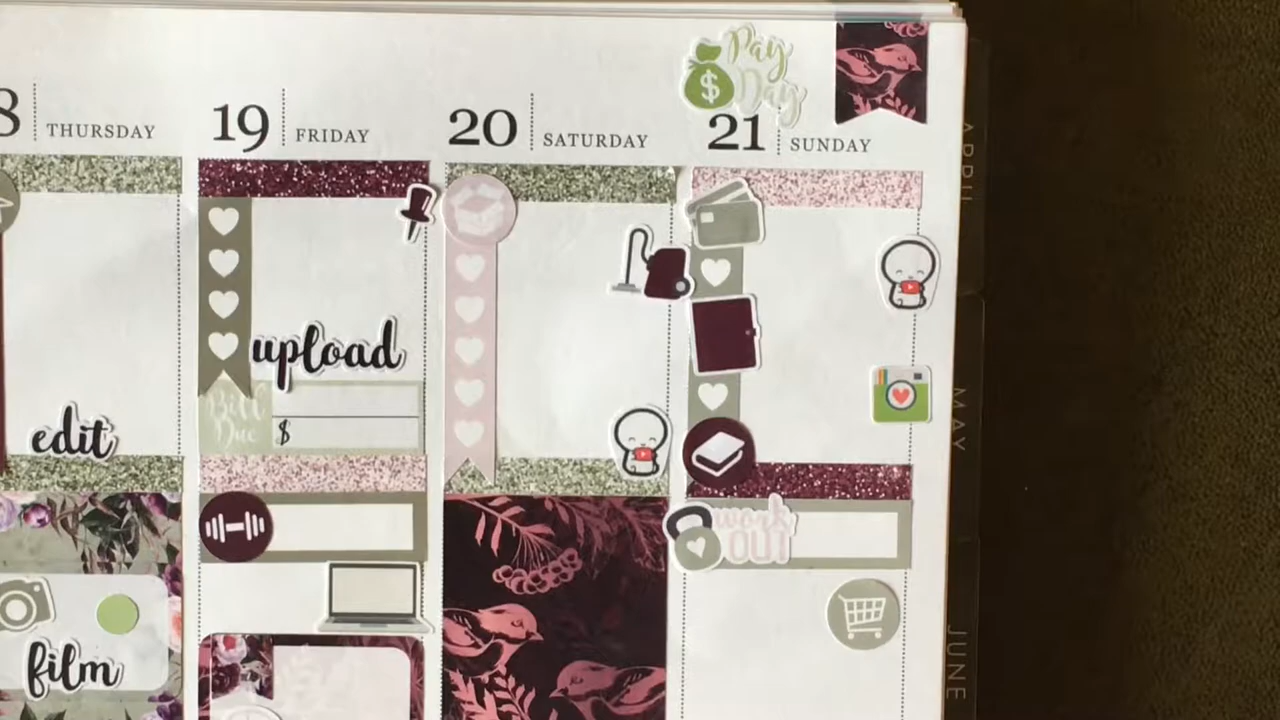 Pay
Day
8 THURSDAY
19 FRIDAY
20 SATURDAY
21 SUNDAY
APRIL
upload
Bill
Due
$
edit
MAY
work
OUT
film
JUNE